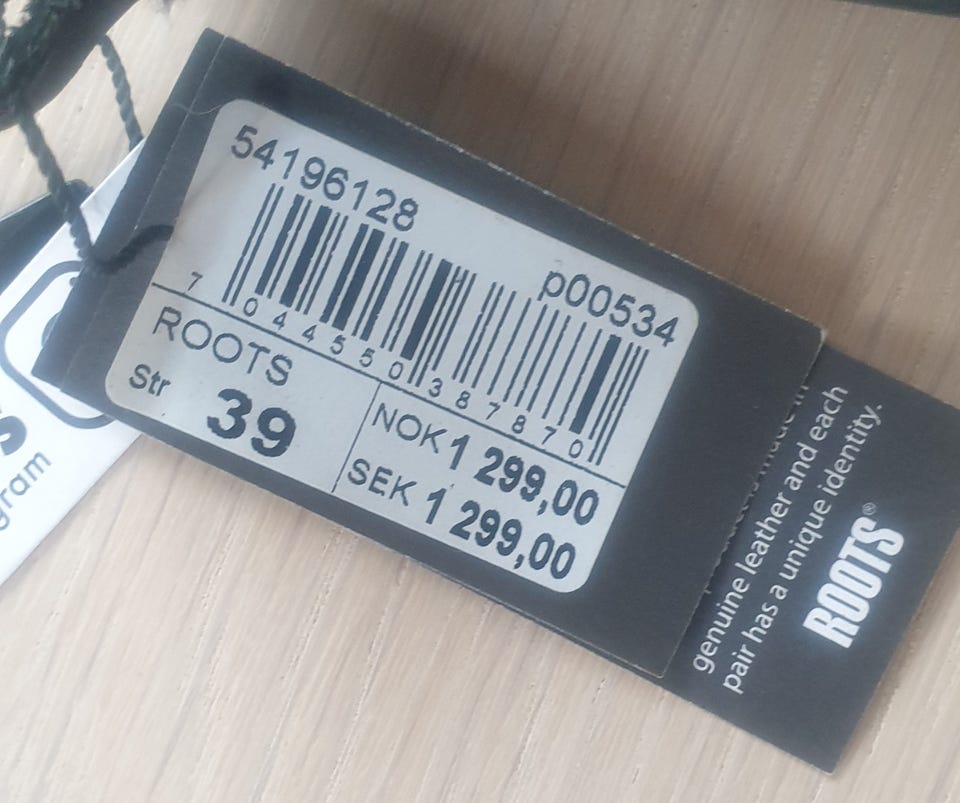 54196128
p00534
7 044550 387870
ROOTS
Str 39
NOK 1 299,00
SEK 1 299,00
genuine leather and each
pair has a unique identity.
ROOTS®
gram